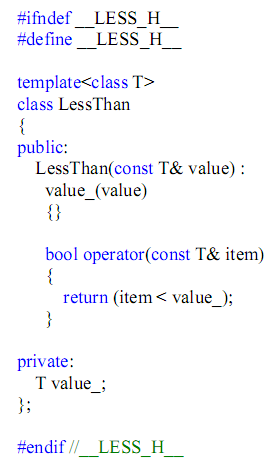 #ifndef __LESS_H__
#define __LESS_H__
template<class T>
class LessThan
{
public:
LessThan(const T& value) :
value_(value)
{}
bool operator(const T& item)
{
return (item < value_);
}
private:
T value_;
};
#endif //__LESS_H__